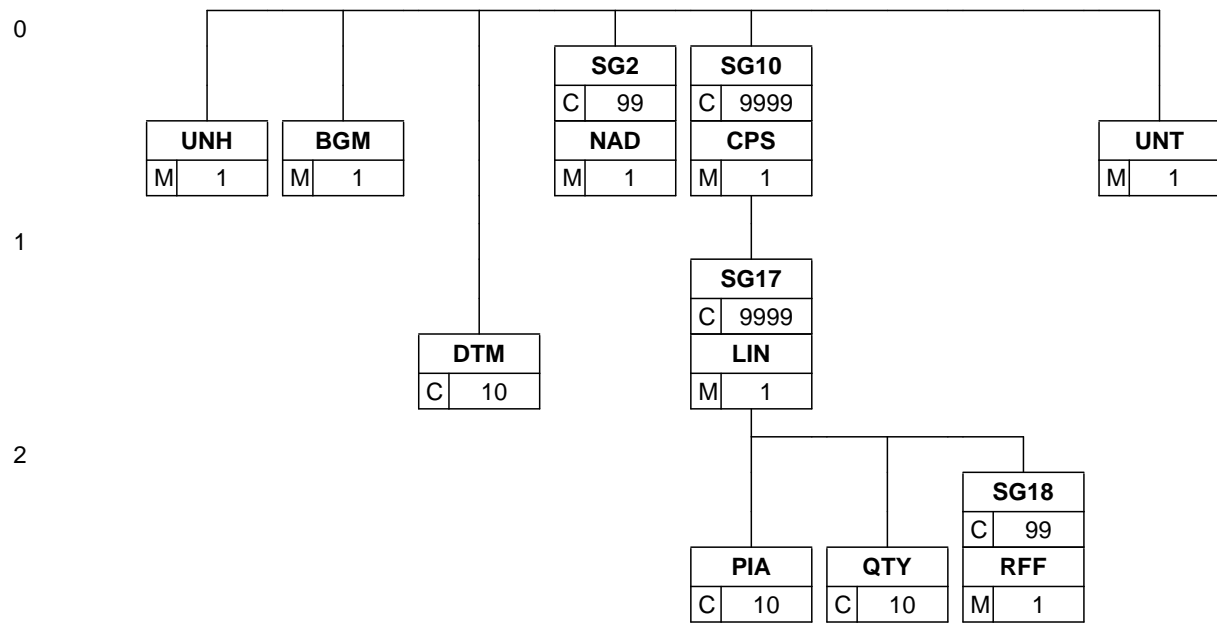 0
SG2 SG10
C 99 C 9999
UNH BGM NAD CPS UNT
M 1 M 1 M 1 M 1 M 1
1
SG17
C 9999
DTM LIN
C 10 M 1
2
SG18
C 99
PIA QTY RFF
C 10 C 10 M 1